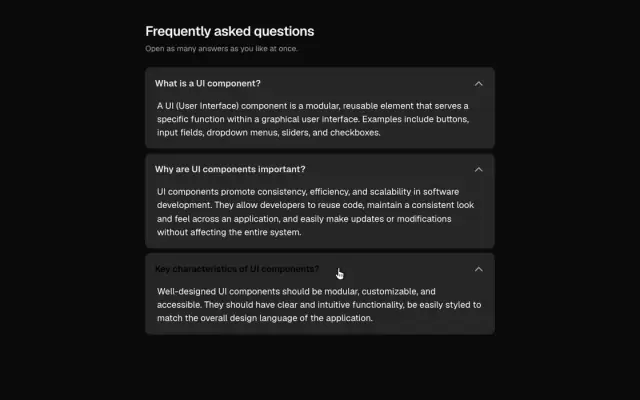 Frequently asked questions
Open as many answers as you like at once.
What is a UI component?
A UI (User Interface) component is a modular, reusable element that serves a
specific function within a graphical user interface. Examples include buttons,
input fields, dropdown menus, sliders, and checkboxes.
Why are UI components important?
UI components promote consistency, efficiency, and scalability in software
development. They allow developers to reuse code, maintain a consistent look
and feel across an application, and easily make updates or modifications
without affecting the entire system.
Key characteristics of UI components?
Well-designed UI components should be modular, customizable, and
accessible. They should have clear and intuitive functionality, be easily styled to
match the overall design language of the application.